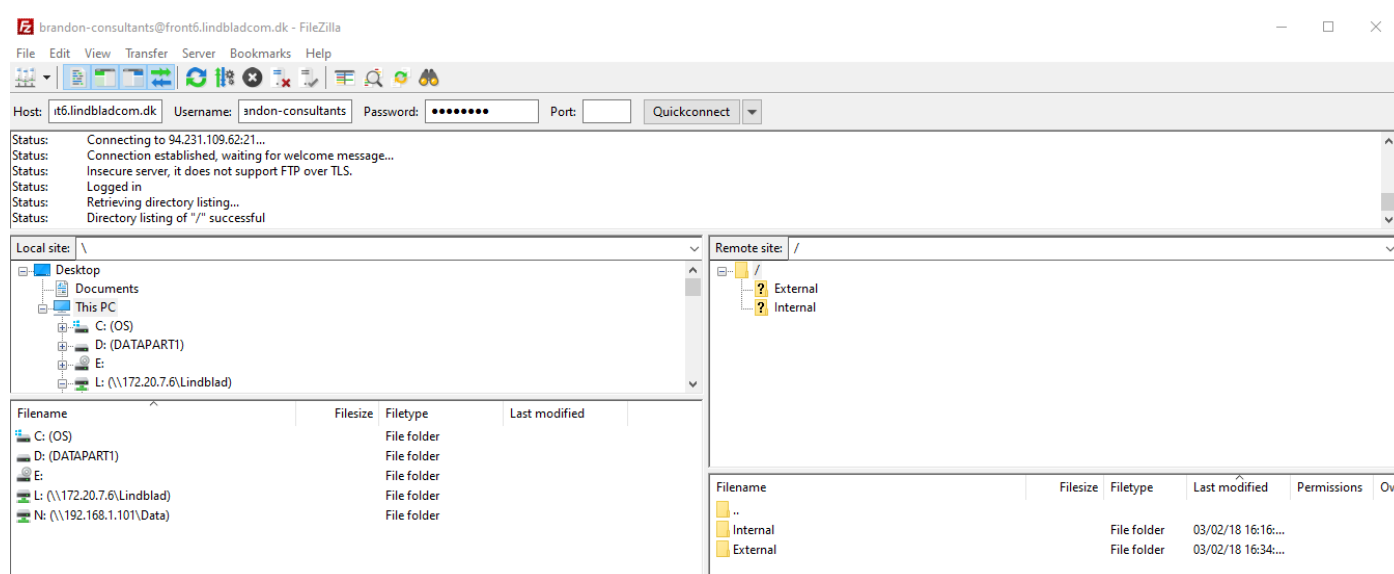 brandon-consultants@front6.lindbladcom.dk - FileZilla
File Edit View Transfer Server Bookmarks Help
Host: ıt6.lindbladcom.dk Username: andon-consultants Password: ●●●●●●●● Port: Quickconnect
Status: Connecting to 94.231.109.62:21...
Status: Connection established, waiting for welcome message...
Status: Insecure server, it does not support FTP over TLS.
Status: Logged in
Status: Retrieving directory listing...
Status: Directory listing of "/" successful
Local site: \
Desktop
Documents
This PC
C: (OS)
D: (DATAPART1)
E:
L: (\\172.20.7.6\Lindblad)
Filename Filesize Filetype Last modified
C: (OS) File folder
D: (DATAPART1) File folder
E: File folder
L: (\\172.20.7.6\Lindblad) File folder
N: (\\192.168.1.101\Data) File folder
Remote site: /
/
? External
? Internal
Filename Filesize Filetype Last modified Permissions Ov
..
Internal File folder 03/02/18 16:16:...
External File folder 03/02/18 16:34:...